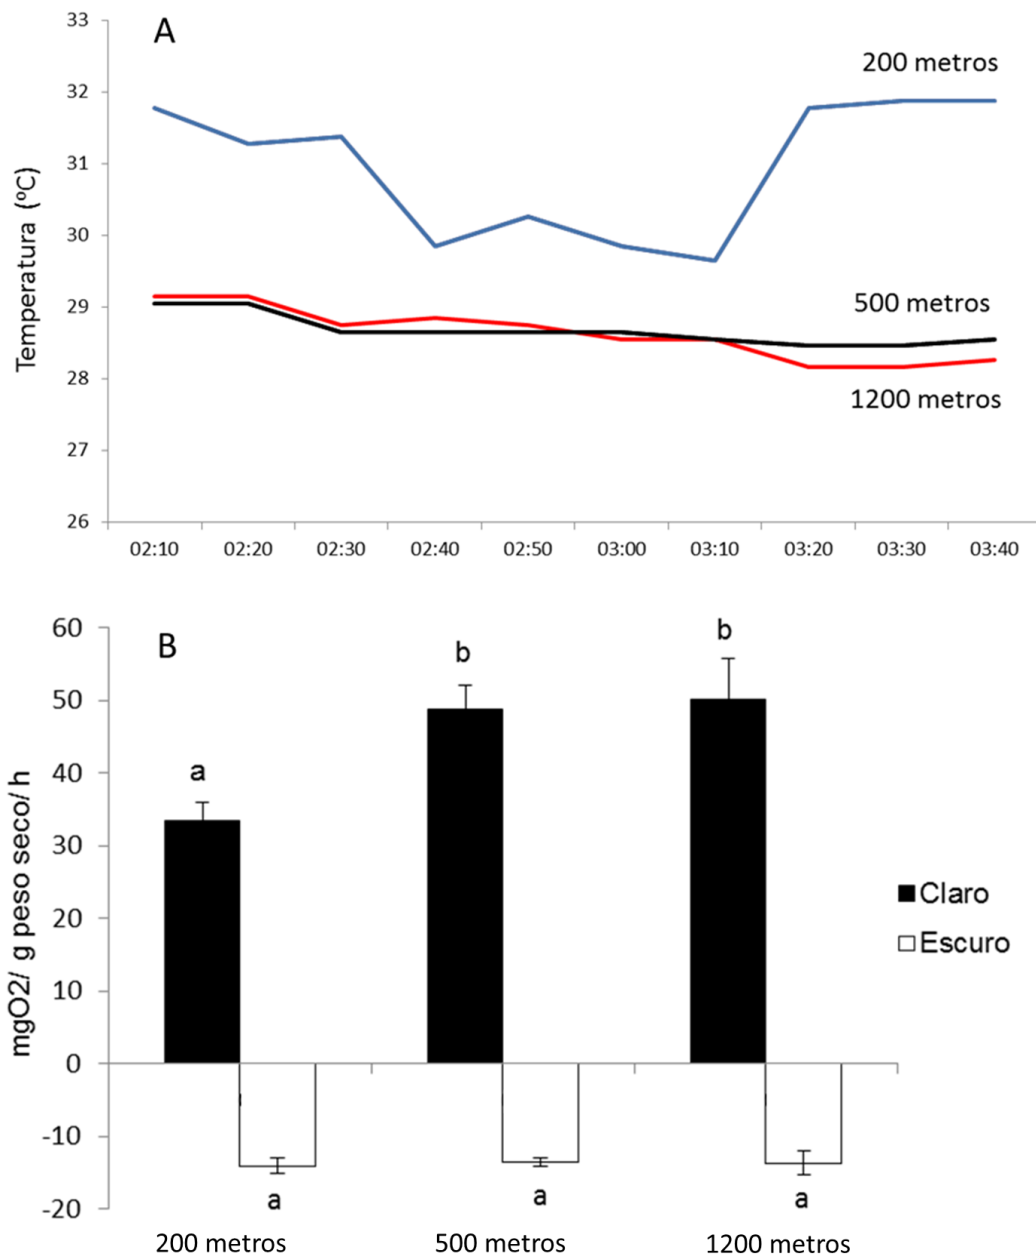 A
Temperatura (ºC)
33
32
31
30
29
28
27
26
200 metros
500 metros
1200 metros
02:10 02:20 02:30 02:40 02:50 03:00 03:10 03:20 03:30 03:40
B
mgO2/ g peso seco/ h
60
50
40
30
20
10
0
-10
-20
a b b
Claro
Escuro
a a a
200 metros 500 metros 1200 metros